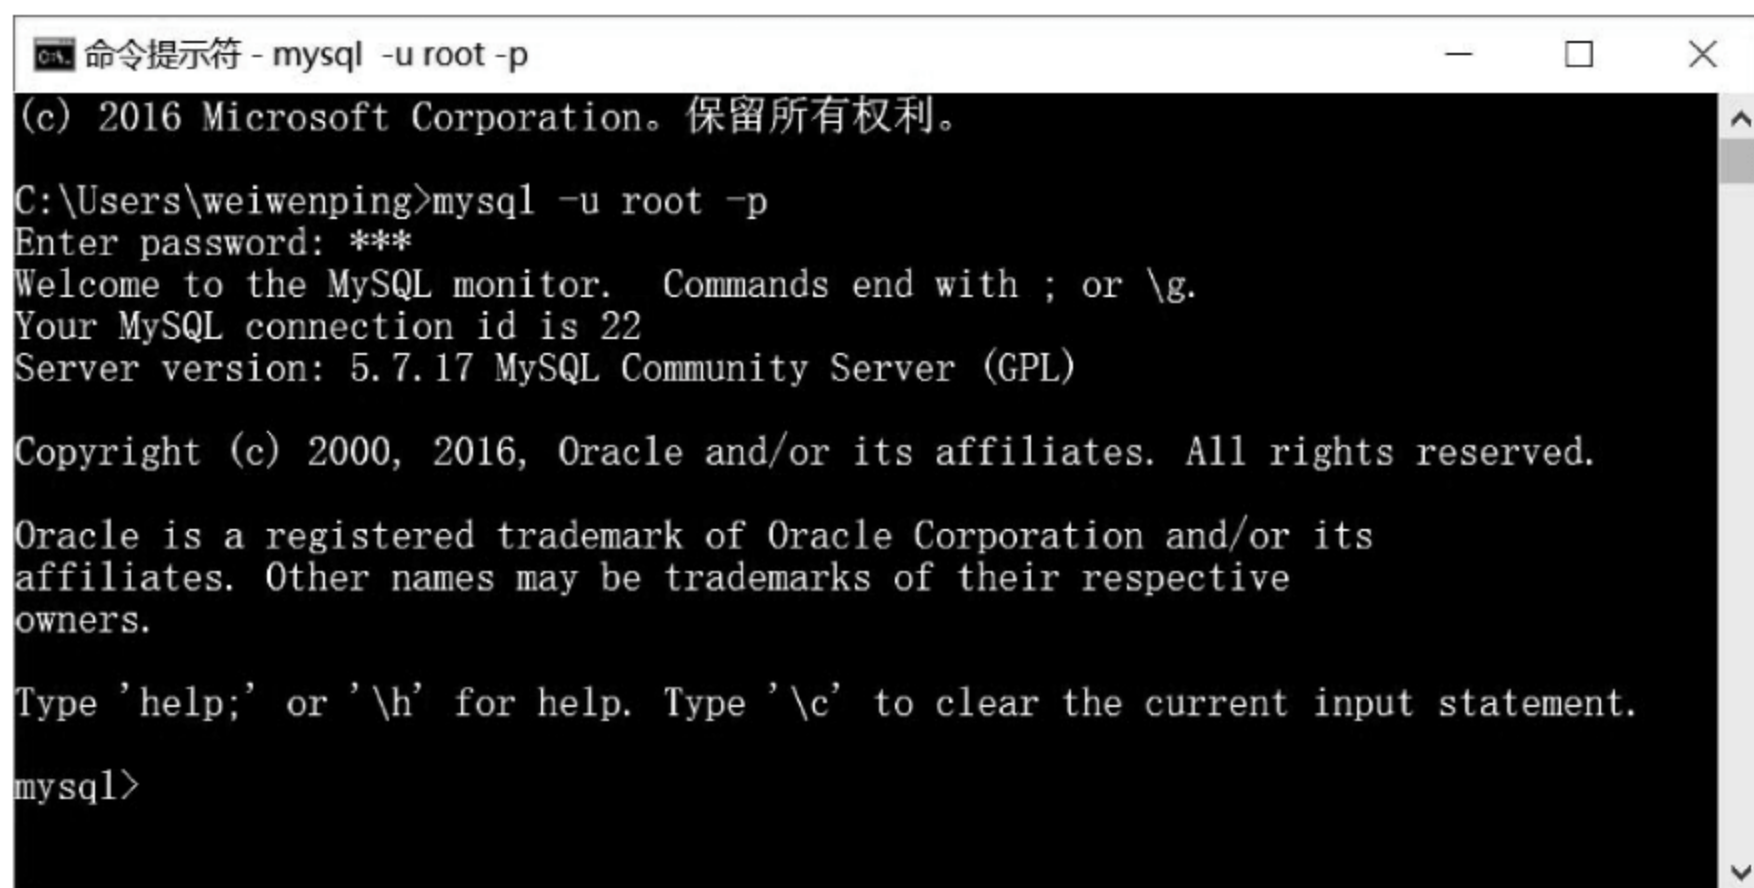 命令提示符 - mysql  -u root -p
(c) 2016 Microsoft Corporation。保留所有权利。
C:\Users\weiwenping>mysql -u root -p
Enter password: ***
Welcome to the MySQL monitor.  Commands end with ; or \g.
Your MySQL connection id is 22
Server version: 5.7.17 MySQL Community Server (GPL)
Copyright (c) 2000, 2016, Oracle and/or its affiliates. All rights reserved.
Oracle is a registered trademark of Oracle Corporation and/or its
affiliates. Other names may be trademarks of their respective
owners.
Type 'help;' or '\h' for help. Type '\c' to clear the current input statement.
mysql>